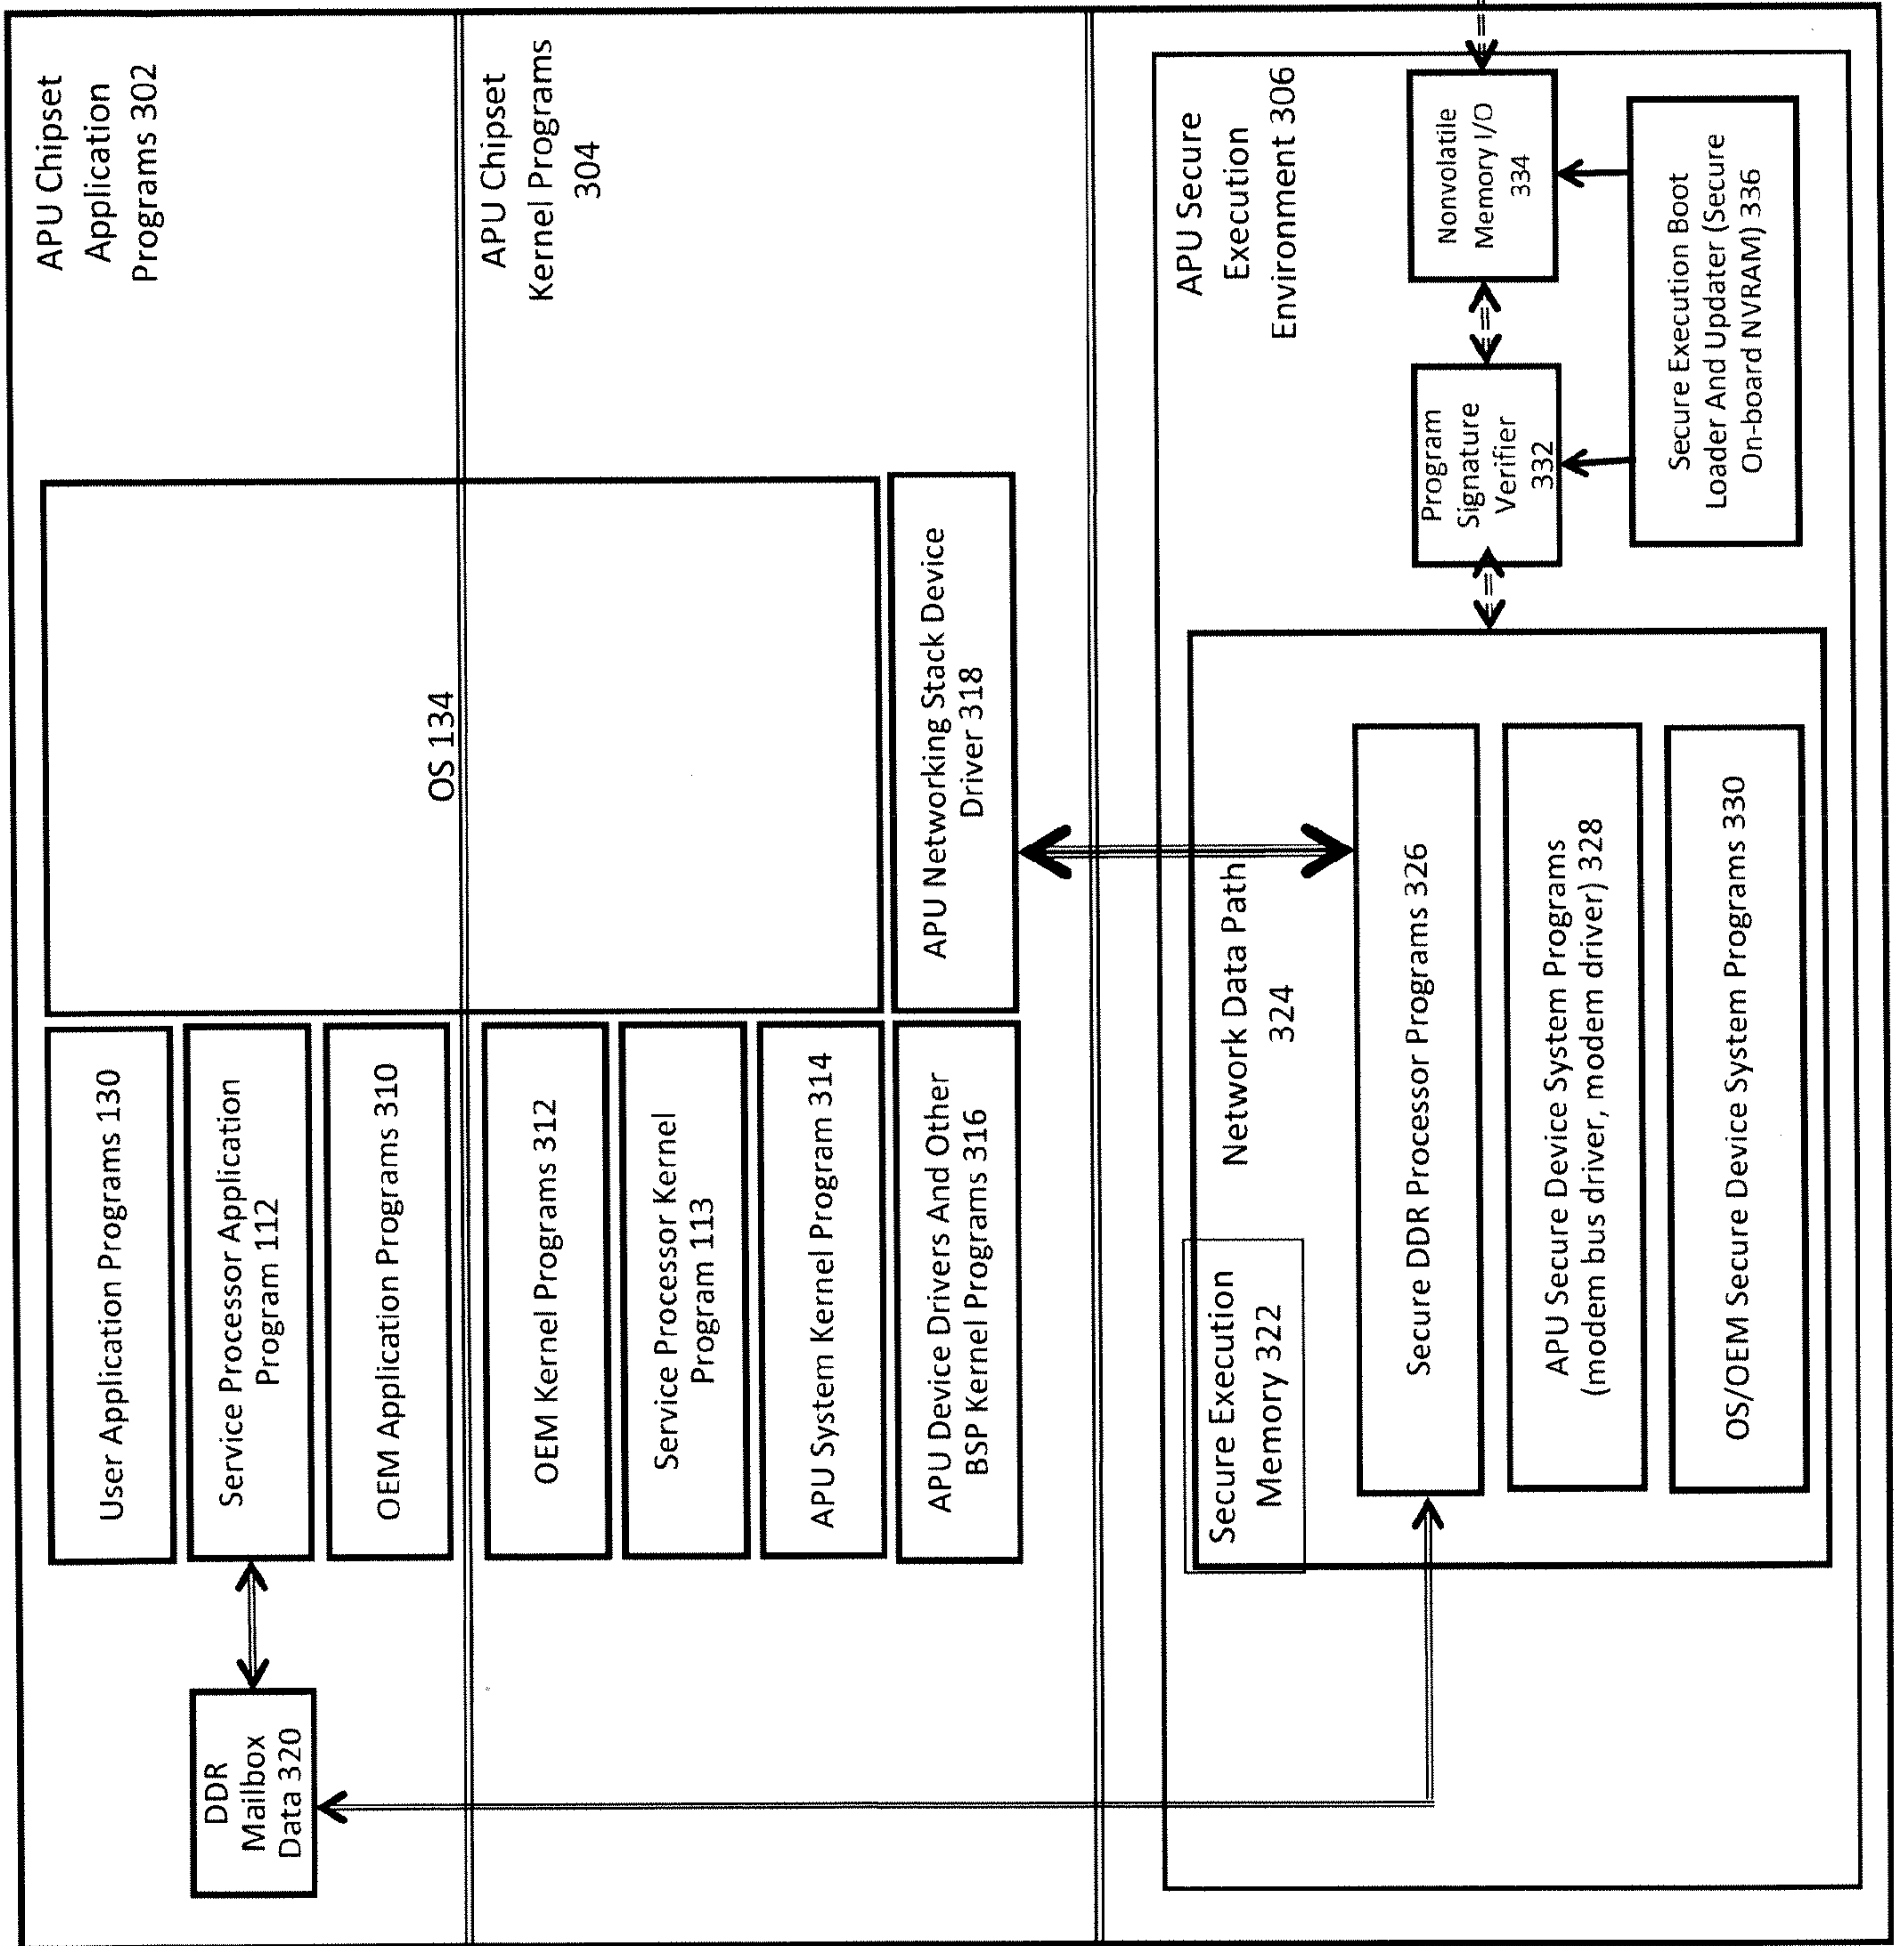 APU Chipset
Application
Programs 302
User Application Programs 130
Service Processor Application
Program 112
OEM Application Programs 310
DDR
Mailbox
Data 320
OS 134
APU Chipset
Kernel Programs
304
OEM Kernel Programs 312
Service Processor Kernel
Program 113
APU System Kernel Program 314
APU Device Drivers And Other
BSP Kernel Programs 316
APU Networking Stack Device
Driver 318
APU Secure
Execution
Environment 306
Secure Execution
Memory 322
Network Data Path
324
Secure DDR Processor Programs 326
APU Secure Device System Programs
(modem bus driver, modem driver) 328
OS/OEM Secure Device System Programs 330
Program
Signature
Verifier
332
Nonvolatile
Memory I/O
334
Secure Execution Boot
Loader And Updater (Secure
On-board NVRAM) 336